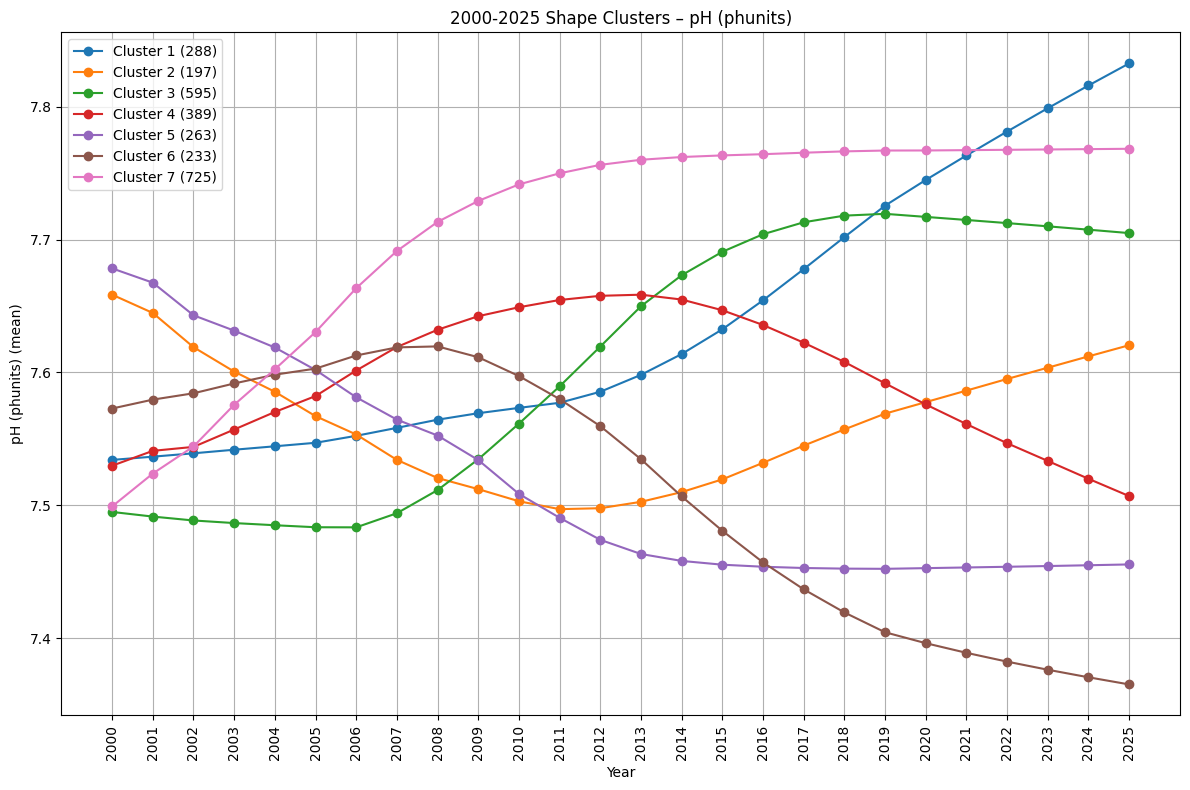 2000-2025 Shape Clusters – pH (phunits)
Cluster 1 (288)
Cluster 2 (197)
Cluster 3 (595)
Cluster 4 (389)
Cluster 5 (263)
Cluster 6 (233)
Cluster 7 (725)
pH (phunits) (mean)
7.8
7.7
7.6
7.5
7.4
2000 2001 2002 2003 2004 2005 2006 2007 2008 2009 2010 2011 2012 2013 2014 2015 2016 2017 2018 2019 2020 2021 2022 2023 2024 2025
Year